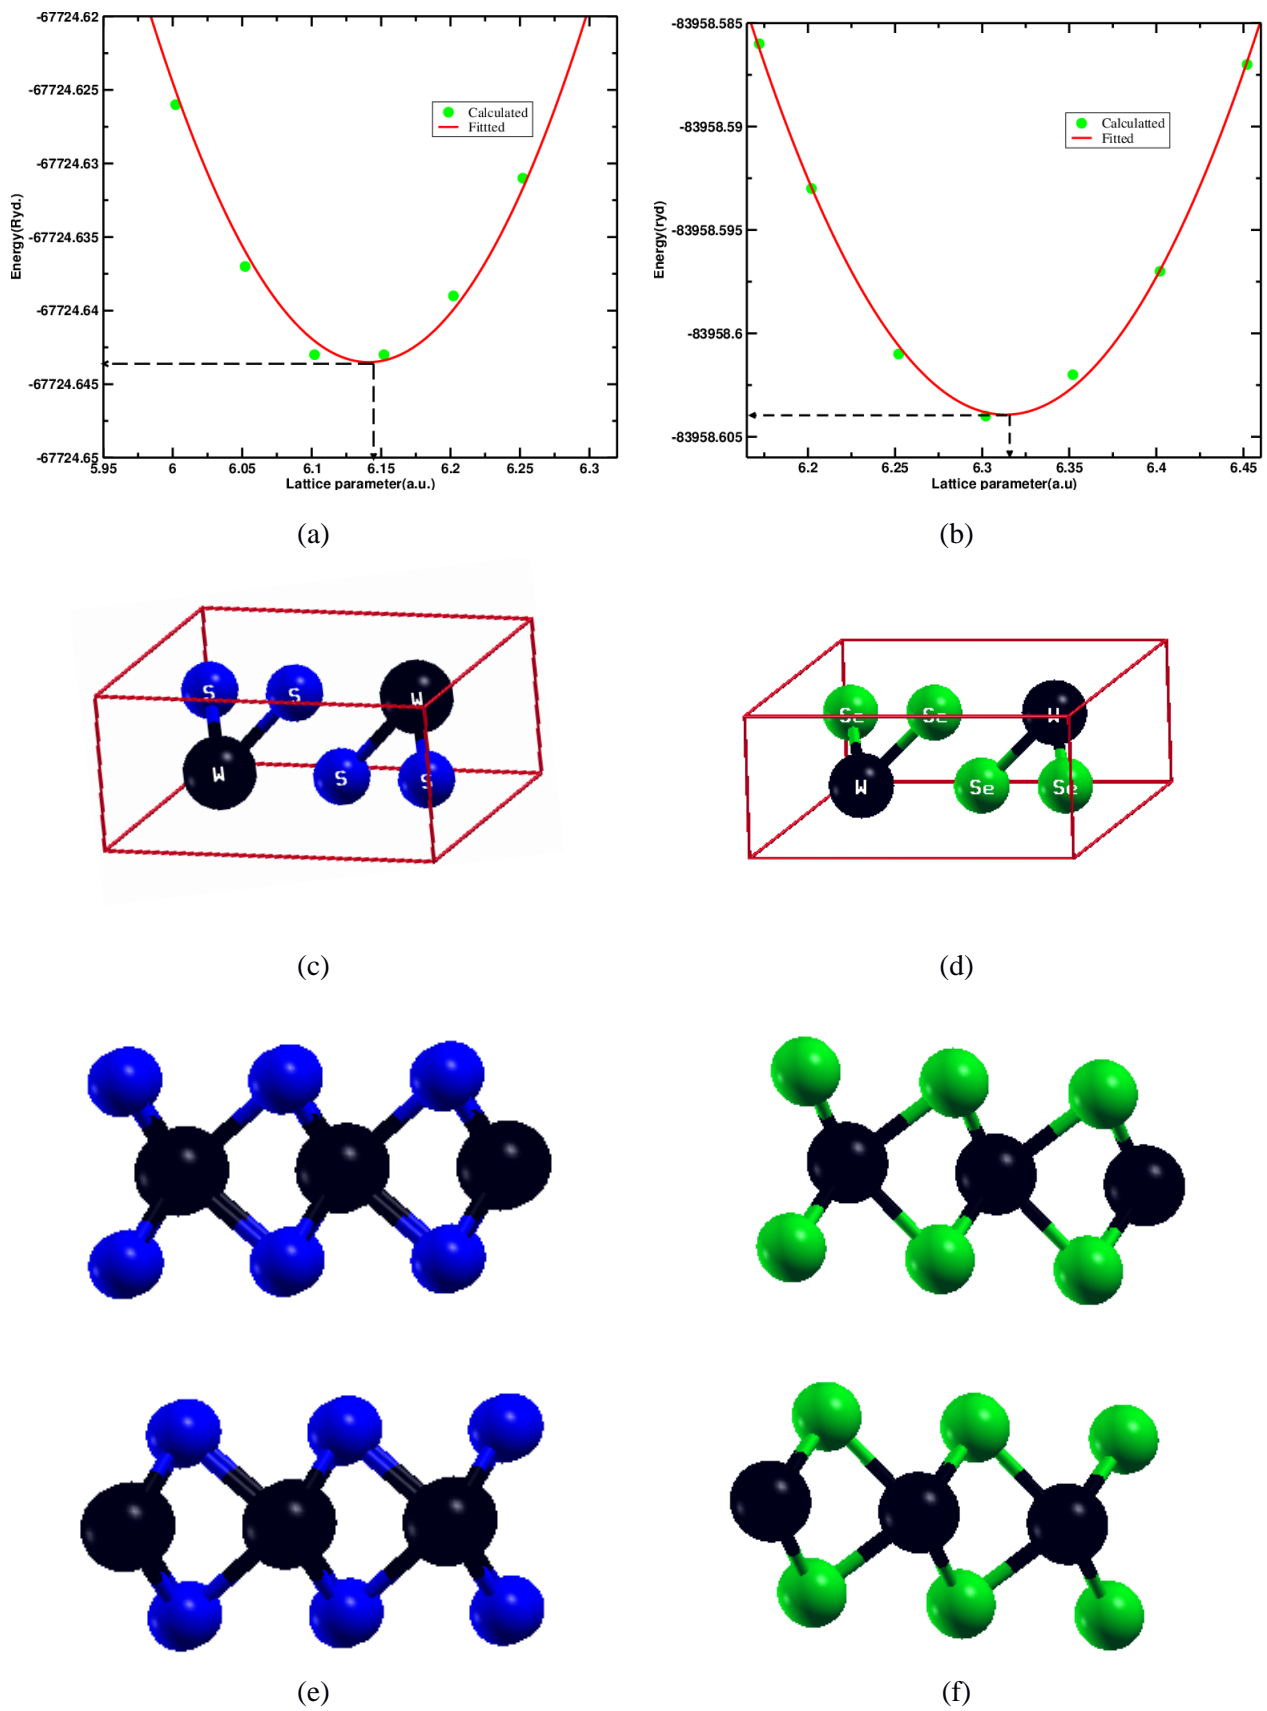 -67724.62
-67724.625
-67724.63
-67724.635
-67724.64
-67724.645
-67724.65
Energy(Ryd.)
Calculated
Fittted
5.95 6 6.05 6.1 6.15 6.2 6.25 6.3
Lattice parameter(a.u.)
(a)
-83958.585
-83958.59
-83958.595
-83958.6
-83958.605
Energy(ryd)
Calculatted
Fitted
6.2 6.25 6.3 6.35 6.4 6.45
Lattice parameter(a.u)
(b)
S S W
W S S
(c)
Se Se W
W Se Se
(d)
(e)
(f)